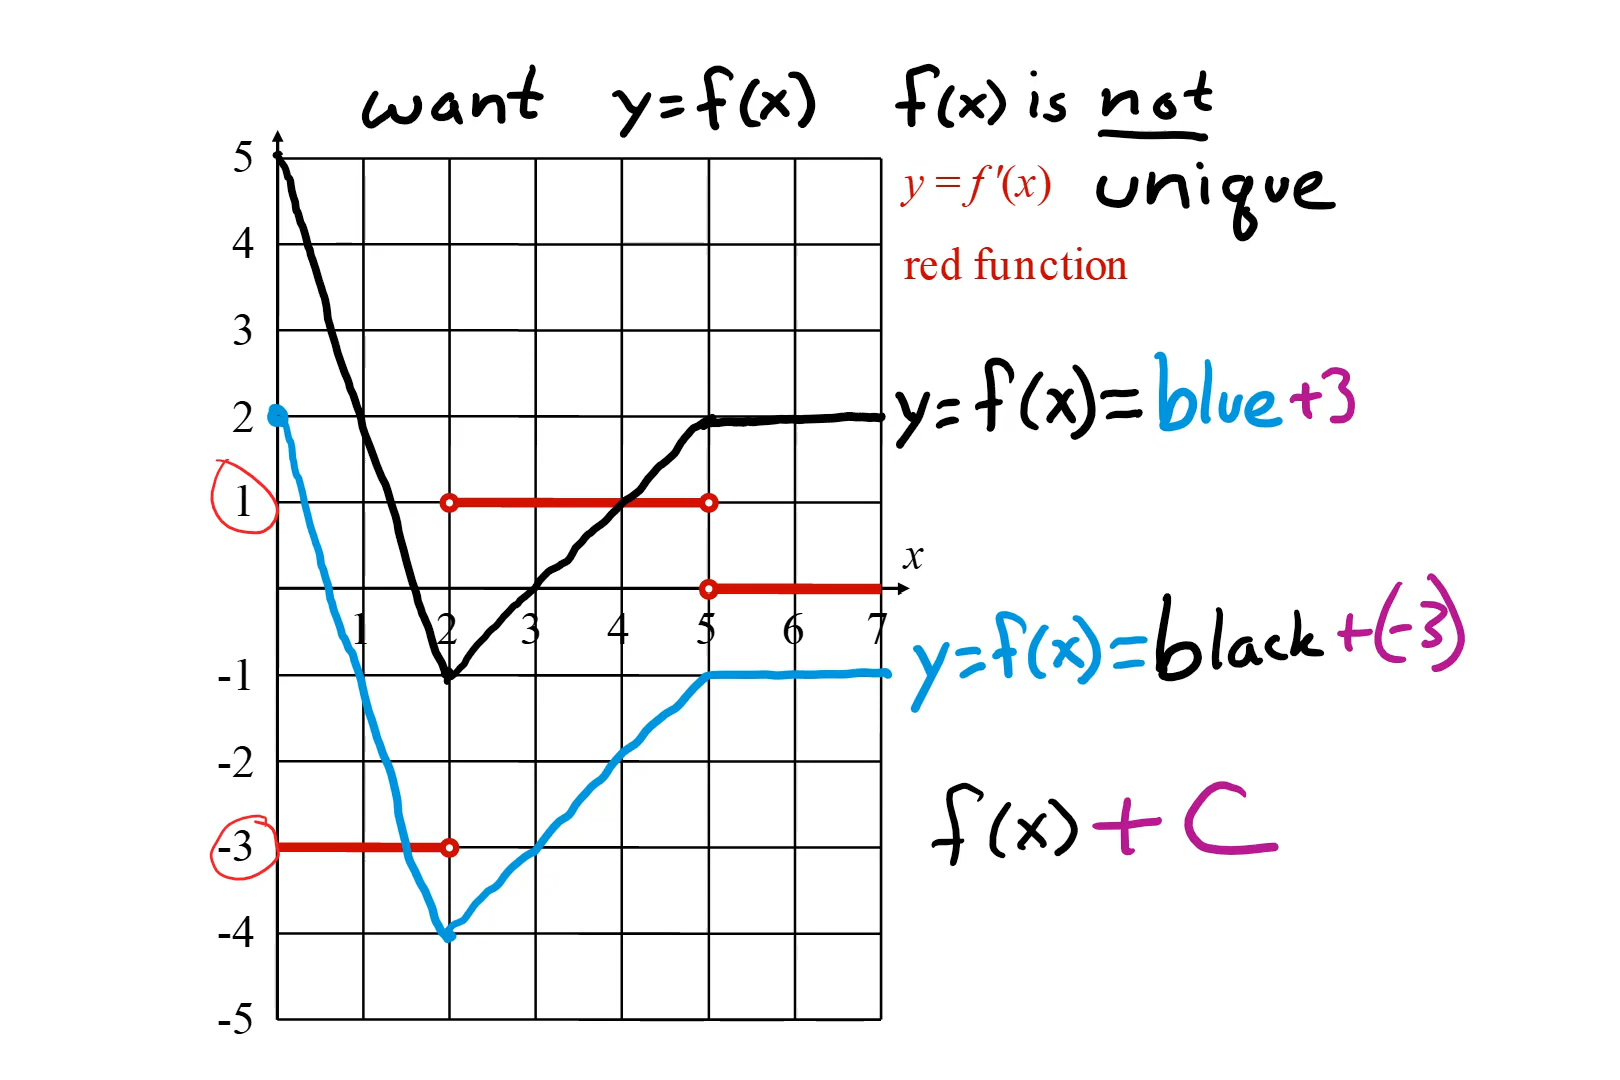 want y=f(x) f(x) is not
unique
y = f '(x)
red function
5
4
3
2
1
-1
-2
-3
-4
-5
x
1 2 3 4 5 6 7
y=f(x)=blue+3
y=f(x)=black+(-3)
f(x)+C